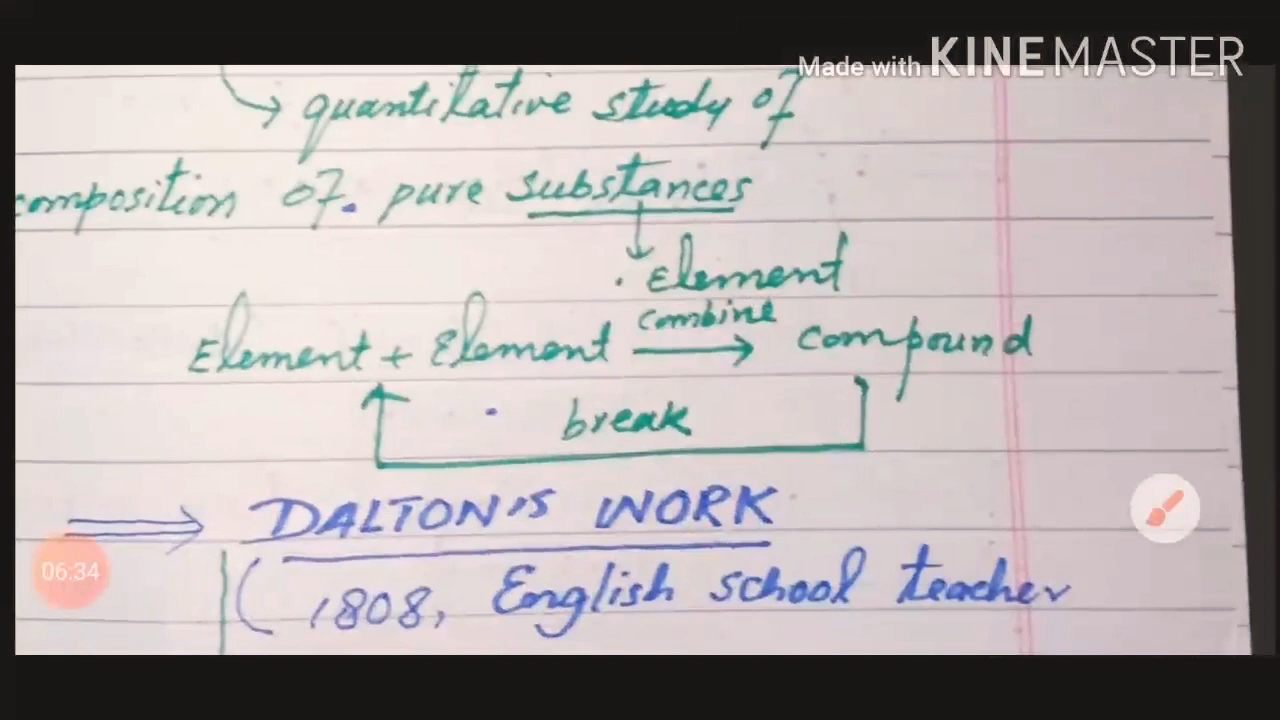 Made with KINEMASTER
→ quantitative study of
composition of pure substances
Element
combine
Element + Element → compound
break
⇒ DALTON'S WORK
06:34
( 1808, English school teacher